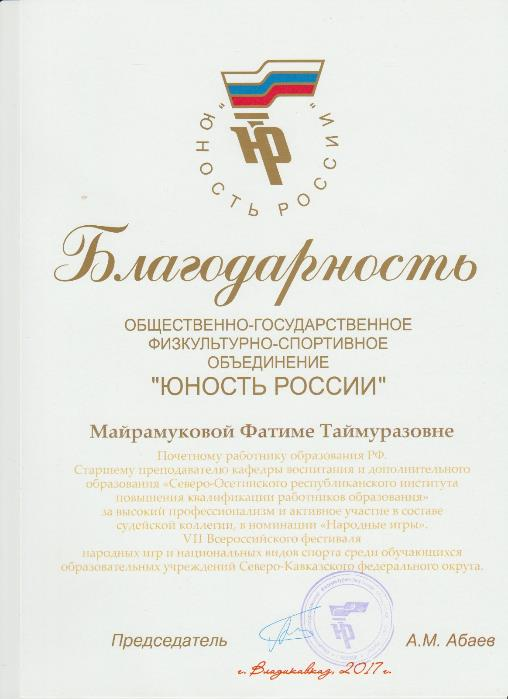 "ЮНОСТЬ РОССИИ"
Благодарность
ОБЩЕСТВЕННО-ГОСУДАРСТВЕННОЕ
ФИЗКУЛЬТУРНО-СПОРТИВНОЕ
ОБЪЕДИНЕНИЕ
"ЮНОСТЬ РОССИИ"
Майрамуковой Фатиме Таймуразовне
Почетному работнику образования РФ.
Старшему преподавателю кафедры воспитания и дополнительного
образования «Северо-Осетинского республиканского института
повышения квалификации работников образования»
за высокий профессионализм и активное участие в составе
судейской коллегии, в номинации «Народные игры».
VII Всероссийского фестиваля
народных игр и национальных видов спорта среди обучающихся
образовательных учреждений Северо-Кавказского федерального округа.
Председатель А.М. Абаев
г. Владикавказ, 2017 г.